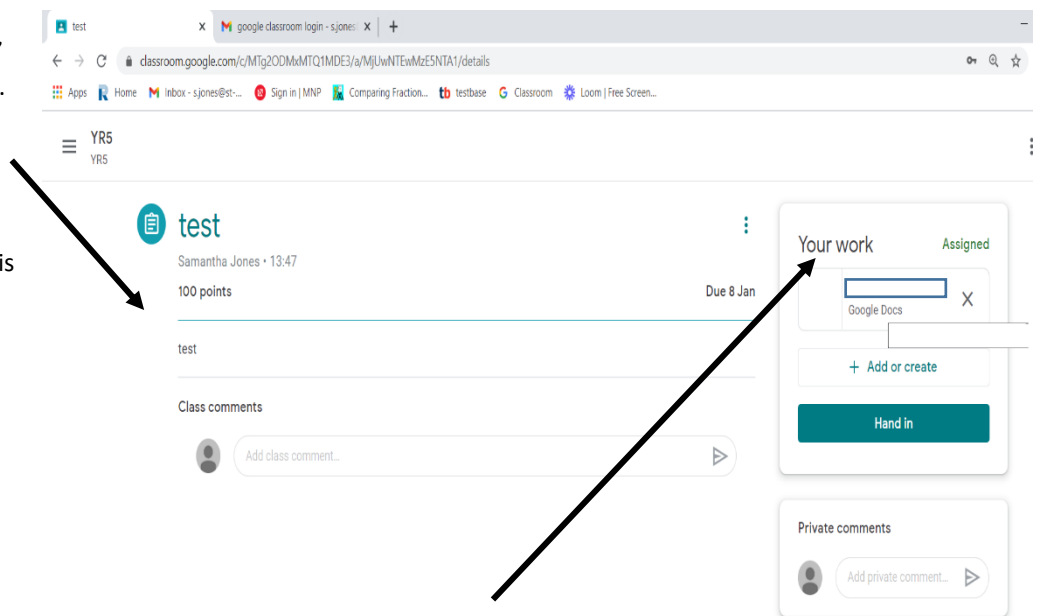 test
google classroom login - s.jones
classroom.google.com/c/MTg2ODMxMTQ1MDE3/a/MjUwNTEwMzE5NTA1/details
Apps Home Inbox - s.jones@st-... Sign in | MNP Comparing Fraction... tb testbase G Classroom Loom | Free Screen...
YR5
YR5
is
test
Samantha Jones • 13:47
100 points
Due 8 Jan
test
Class comments
Add class comment...
Your work
Assigned
Google Docs
+ Add or create
Hand in
Private comments
Add private comment...